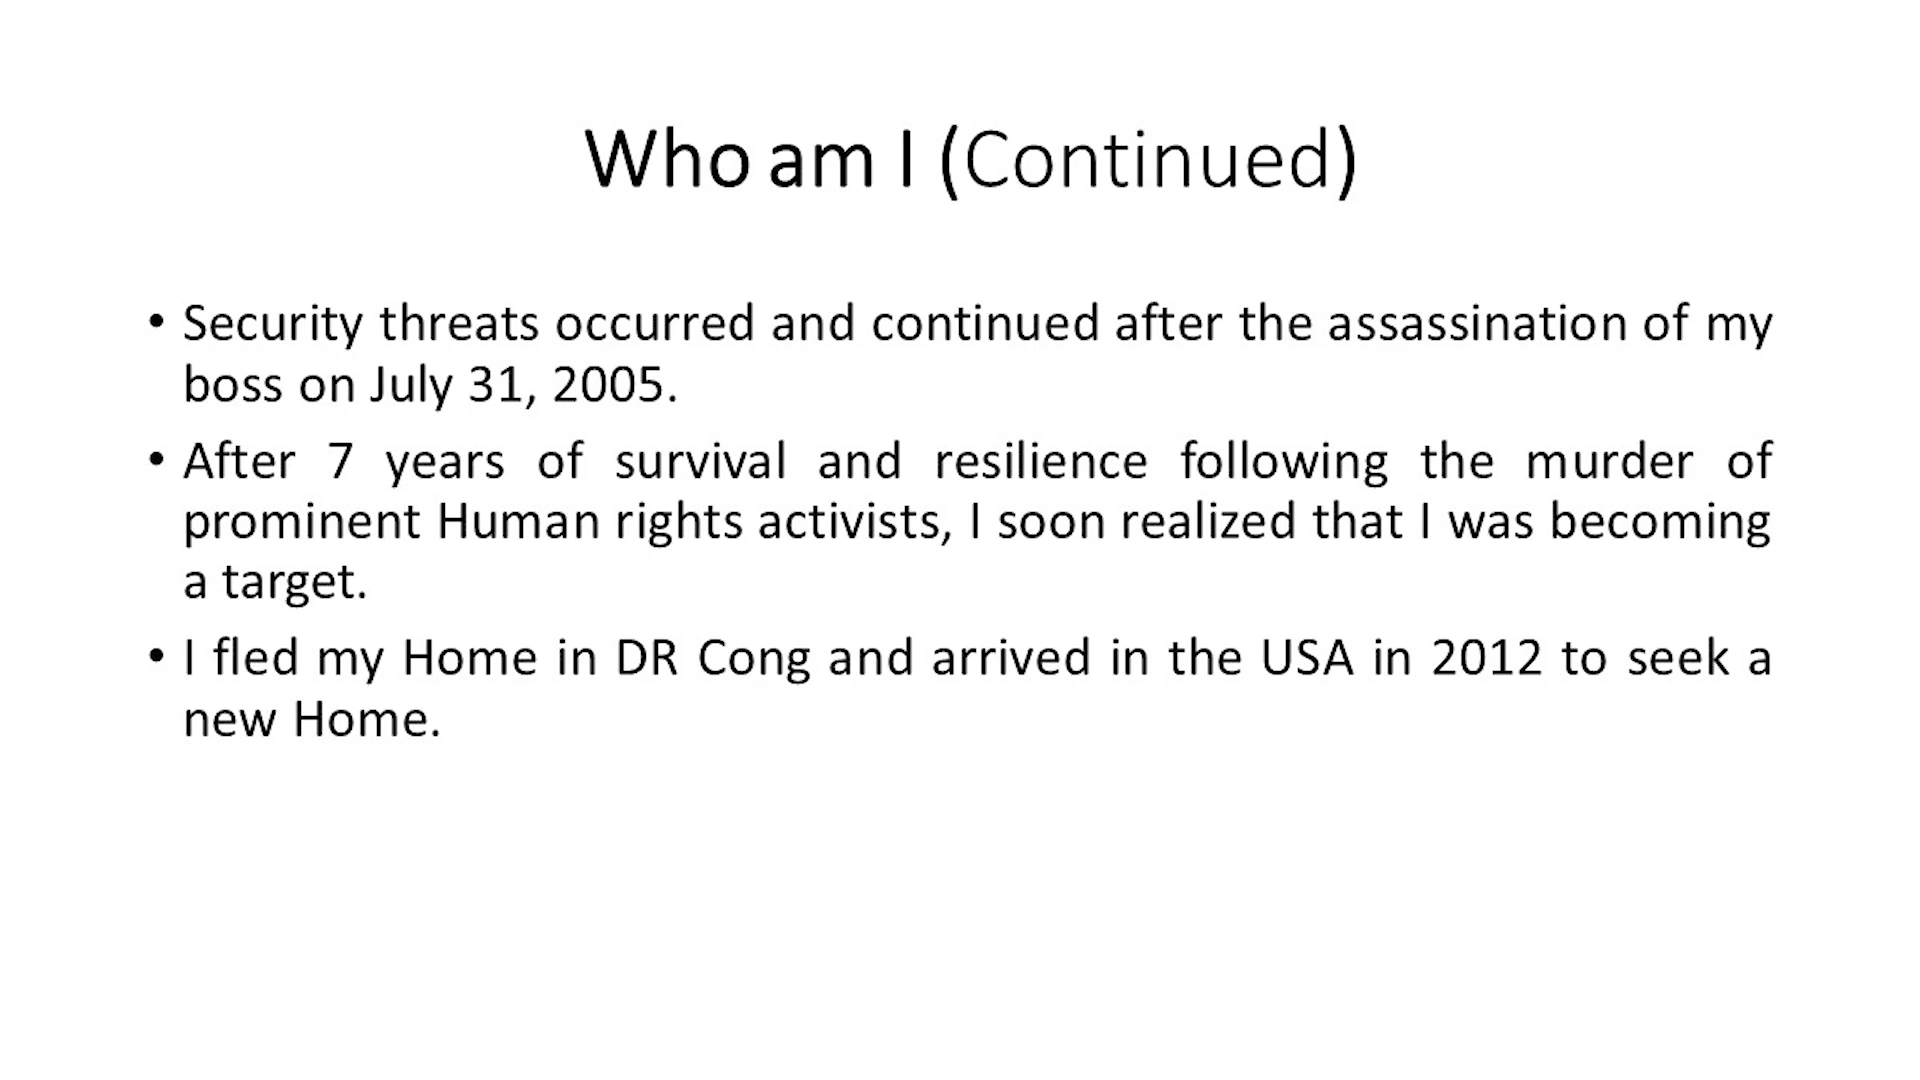 Who am I (Continued)
• Security threats occurred and continued after the assassination of my
boss on July 31, 2005.
• After 7 years of survival and resilience following the murder of
prominent Human rights activists, I soon realized that I was becoming
a target.
• I fled my Home in DR Cong and arrived in the USA in 2012 to seek a
new Home.